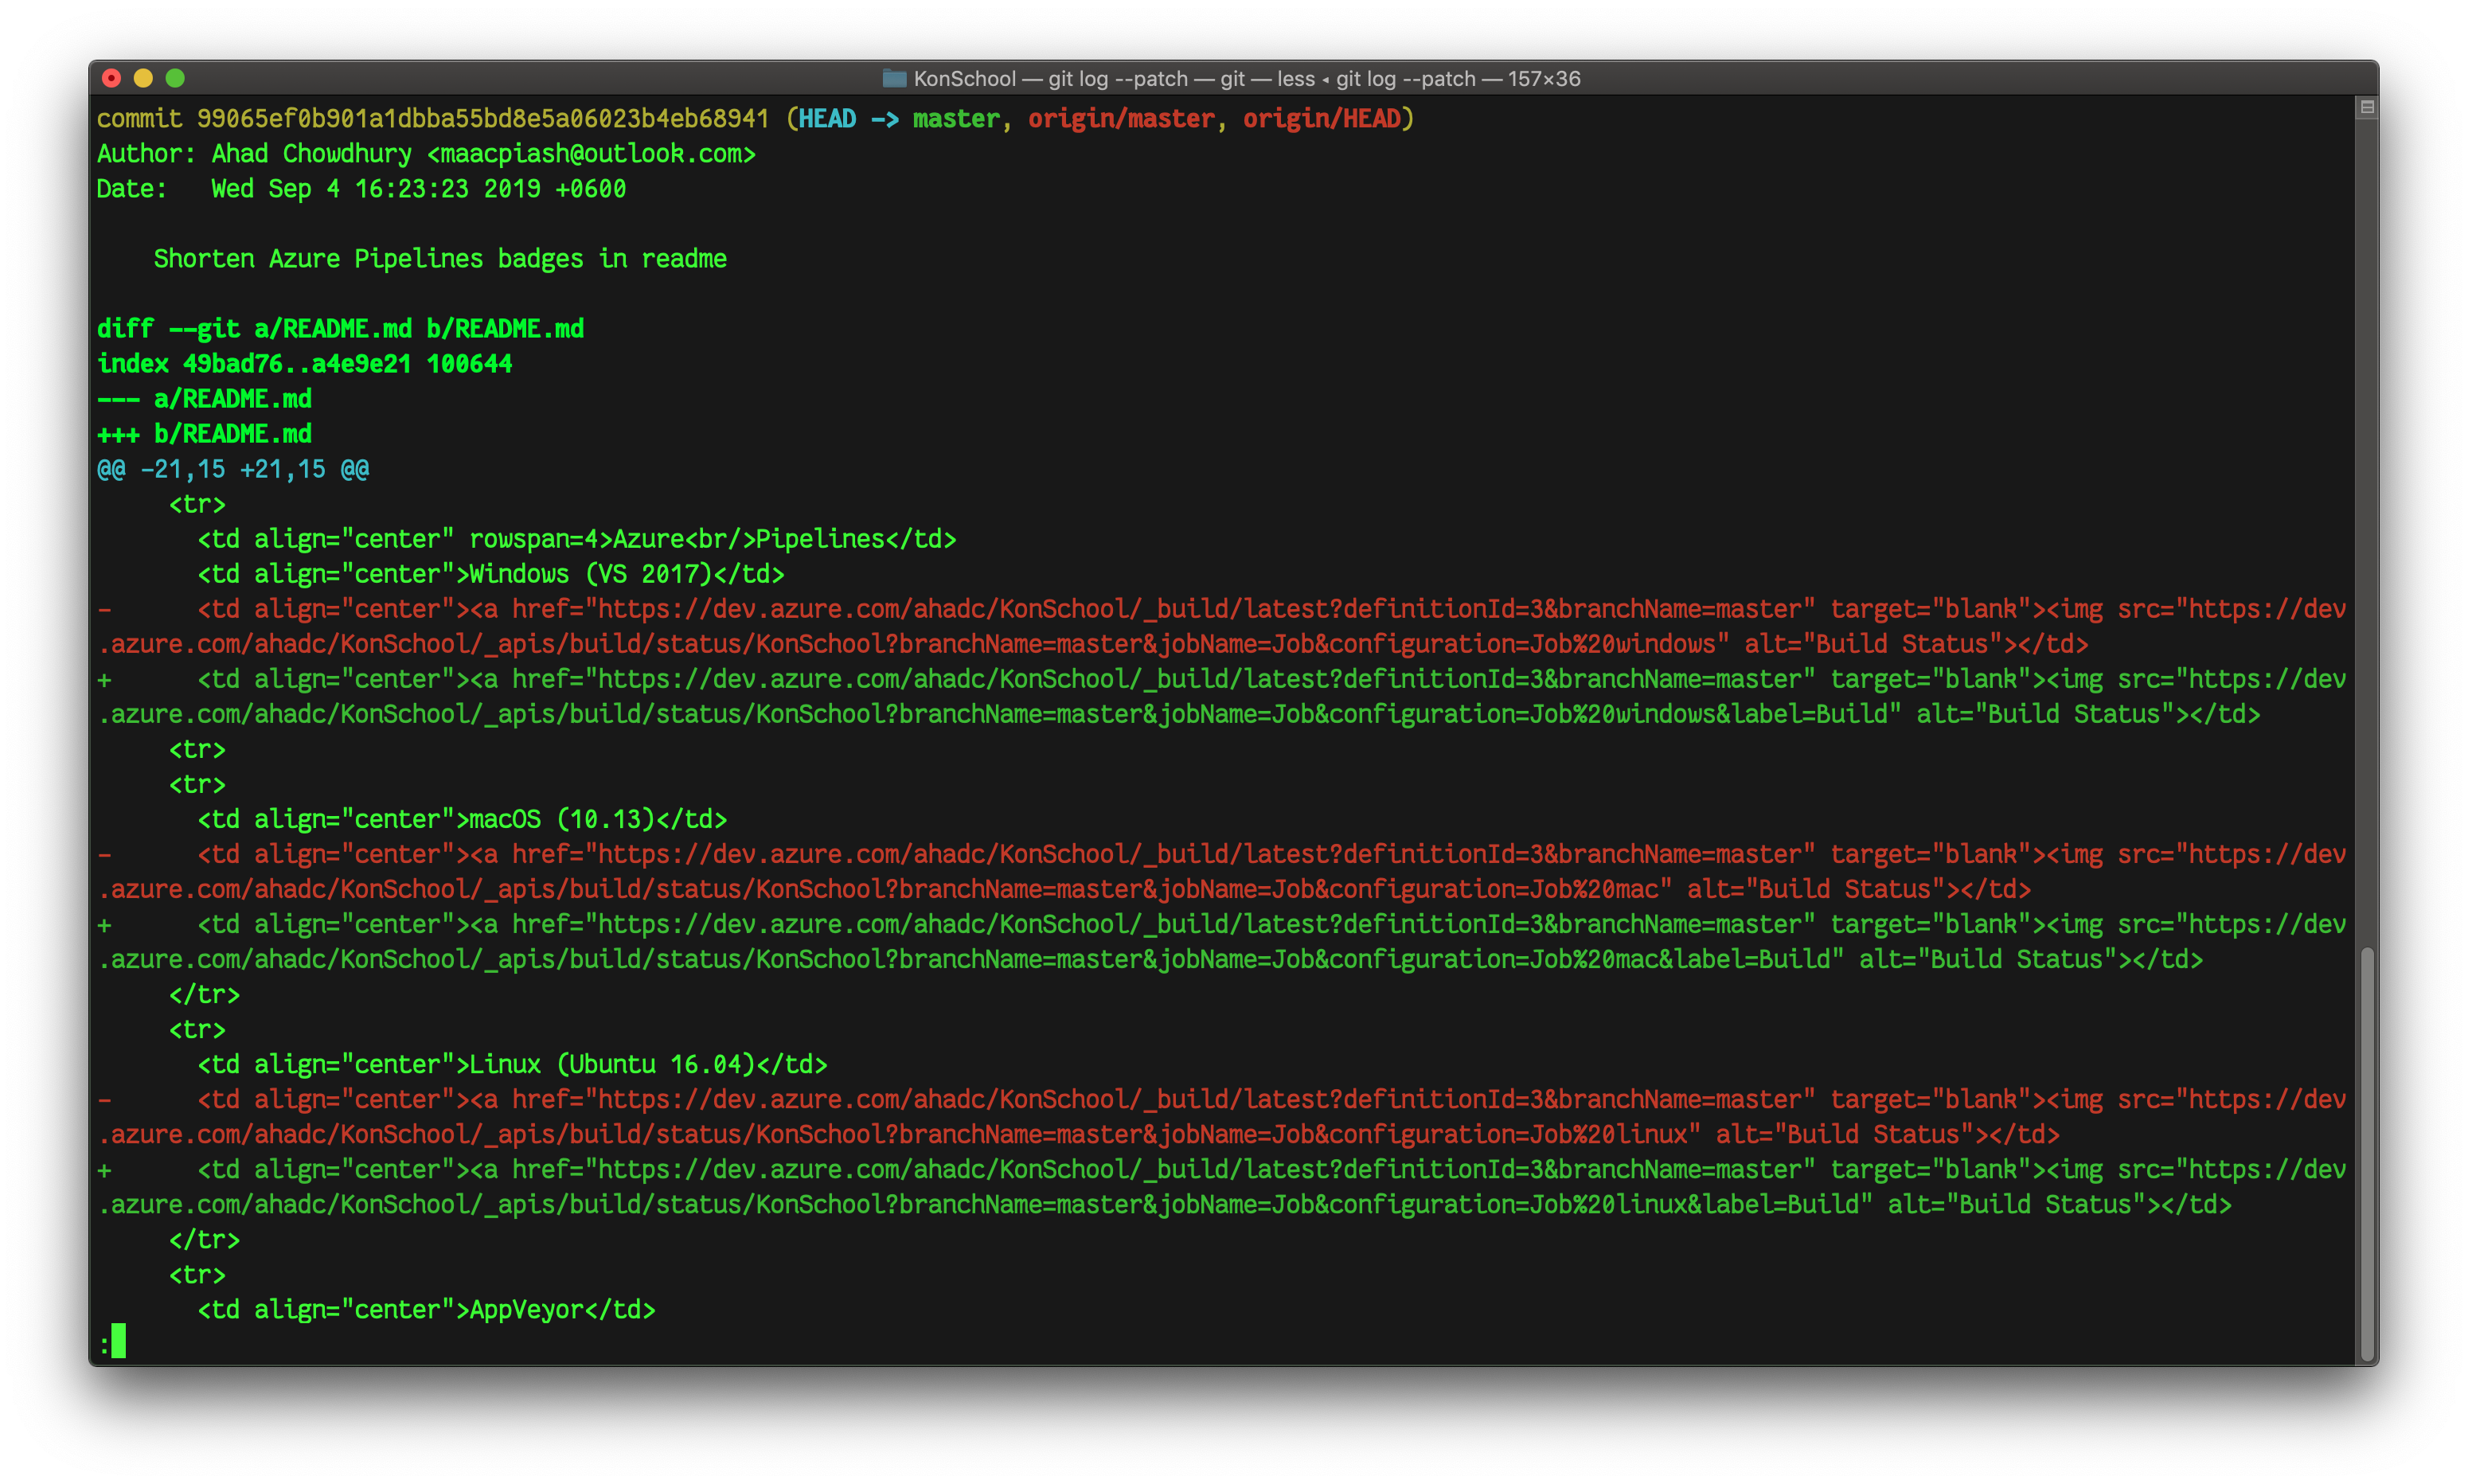 KonSchool — git log --patch — git — less ◂ git log --patch — 157×36
commit 99065ef0b901a1dbba55bd8e5a06023b4eb68941 (HEAD -> master, origin/master, origin/HEAD)
Author: Ahad Chowdhury <maacpiash@outlook.com>
Date:   Wed Sep 4 16:23:23 2019 +0600
    Shorten Azure Pipelines badges in readme
diff --git a/README.md b/README.md
index 49bad76..a4e9e21 100644
--- a/README.md
+++ b/README.md
@@ -21,15 +21,15 @@
     <tr>
       <td align="center" rowspan=4>Azure<br/>Pipelines</td>
       <td align="center">Windows (VS 2017)</td>
-      <td align="center"><a href="https://dev.azure.com/ahadc/KonSchool/_build/latest?definitionId=3&branchName=master" target="blank"><img src="https://dev
.azure.com/ahadc/KonSchool/_apis/build/status/KonSchool?branchName=master&jobName=Job&configuration=Job%20windows" alt="Build Status"></td>
+      <td align="center"><a href="https://dev.azure.com/ahadc/KonSchool/_build/latest?definitionId=3&branchName=master" target="blank"><img src="https://dev
.azure.com/ahadc/KonSchool/_apis/build/status/KonSchool?branchName=master&jobName=Job&configuration=Job%20windows&label=Build" alt="Build Status"></td>
     <tr>
     <tr>
       <td align="center">macOS (10.13)</td>
-      <td align="center"><a href="https://dev.azure.com/ahadc/KonSchool/_build/latest?definitionId=3&branchName=master" target="blank"><img src="https://dev
.azure.com/ahadc/KonSchool/_apis/build/status/KonSchool?branchName=master&jobName=Job&configuration=Job%20mac" alt="Build Status"></td>
+      <td align="center"><a href="https://dev.azure.com/ahadc/KonSchool/_build/latest?definitionId=3&branchName=master" target="blank"><img src="https://dev
.azure.com/ahadc/KonSchool/_apis/build/status/KonSchool?branchName=master&jobName=Job&configuration=Job%20mac&label=Build" alt="Build Status"></td>
     </tr>
     <tr>
       <td align="center">Linux (Ubuntu 16.04)</td>
-      <td align="center"><a href="https://dev.azure.com/ahadc/KonSchool/_build/latest?definitionId=3&branchName=master" target="blank"><img src="https://dev
.azure.com/ahadc/KonSchool/_apis/build/status/KonSchool?branchName=master&jobName=Job&configuration=Job%20linux" alt="Build Status"></td>
+      <td align="center"><a href="https://dev.azure.com/ahadc/KonSchool/_build/latest?definitionId=3&branchName=master" target="blank"><img src="https://dev
.azure.com/ahadc/KonSchool/_apis/build/status/KonSchool?branchName=master&jobName=Job&configuration=Job%20linux&label=Build" alt="Build Status"></td>
     </tr>
     <tr>
       <td align="center">AppVeyor</td>
: